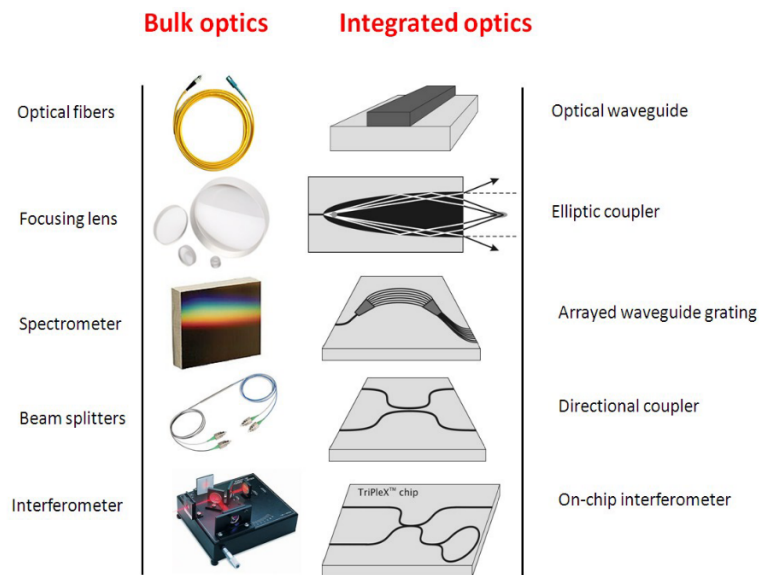 Bulk optics Integrated optics
Optical fibers Optical waveguide
Focusing lens Elliptic coupler
Spectrometer Arrayed waveguide grating
Beam splitters Directional coupler
Interferometer TriPleX™ chip On-chip interferometer